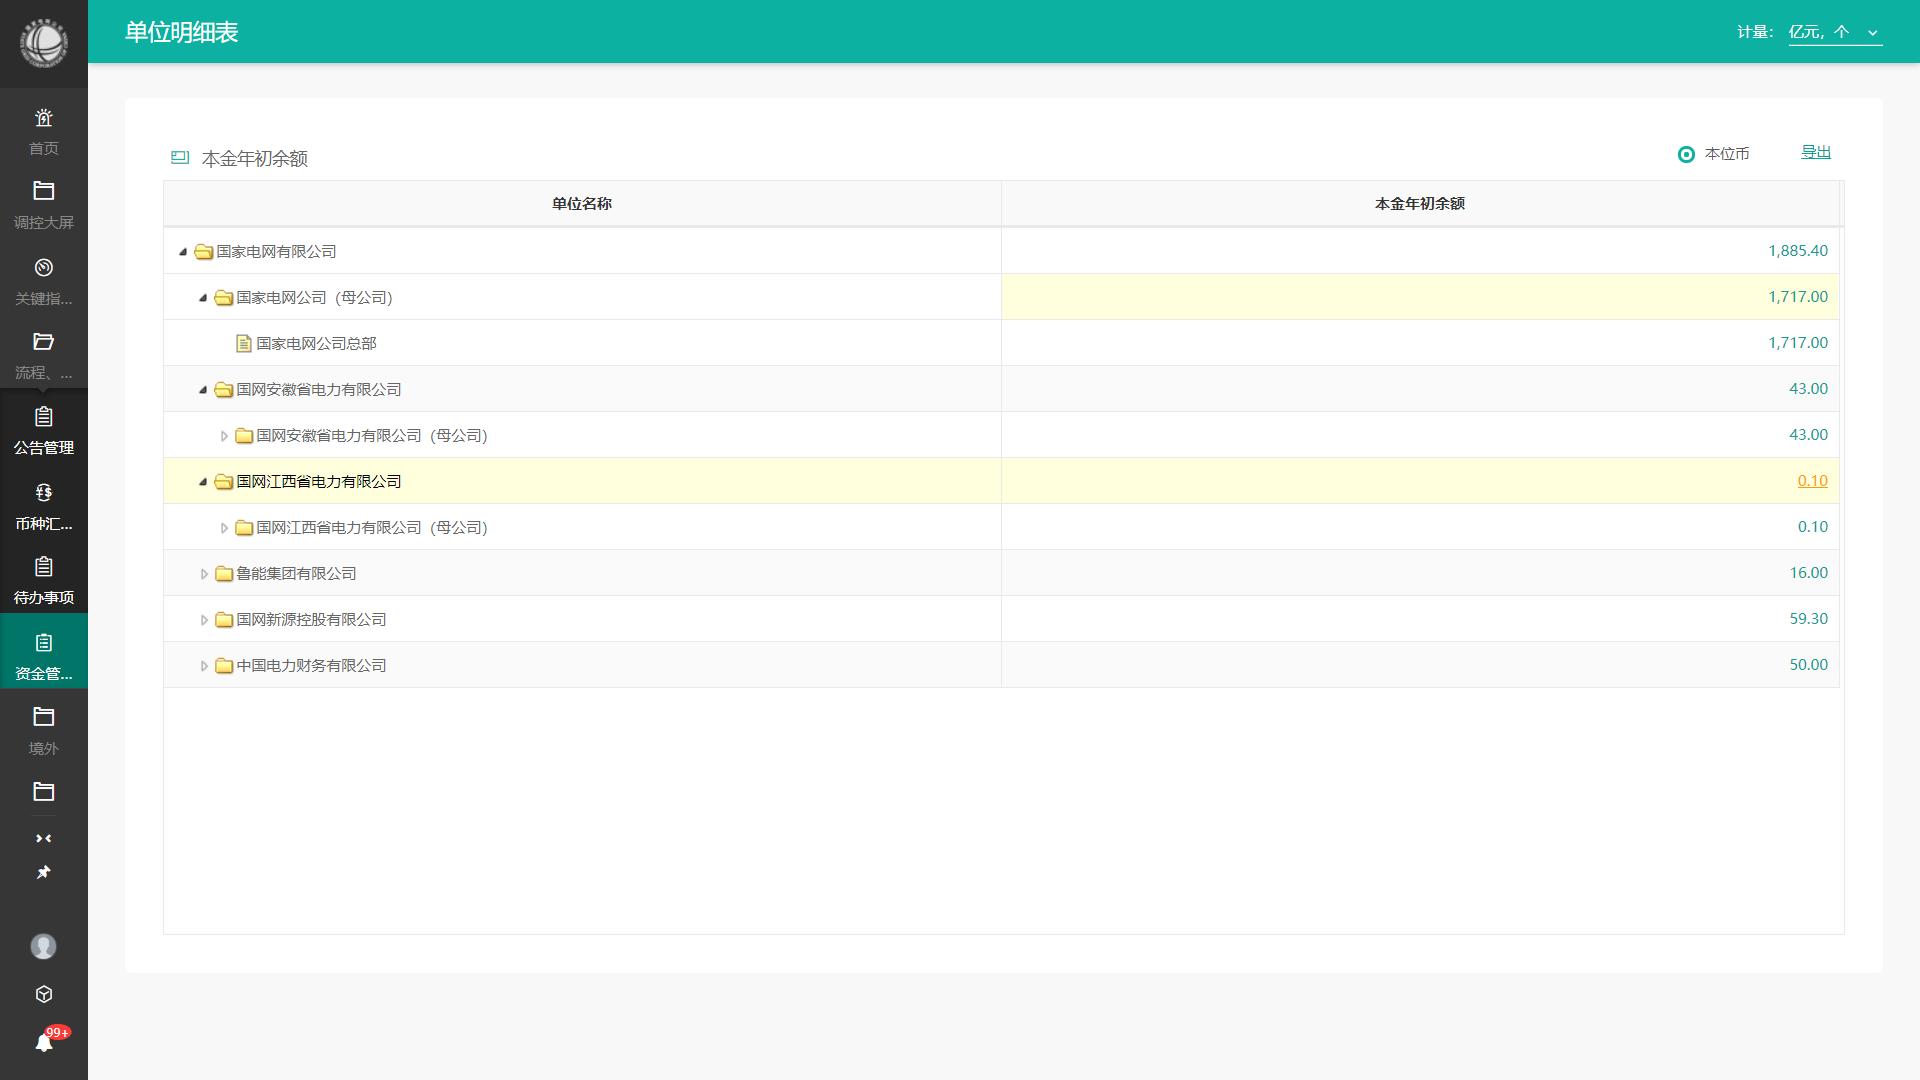 单位明细表
计量： 亿元，个
首页
调控大屏
关键指...
流程、...
公告管理
币种汇...
待办事项
资金管...
境外
99+
本金年初余额
本位币
导出
单位名称 本金年初余额
国家电网有限公司 1,885.40
国家电网公司（母公司） 1,717.00
国家电网公司总部 1,717.00
国网安徽省电力有限公司 43.00
国网安徽省电力有限公司（母公司） 43.00
国网江西省电力有限公司 0.10
国网江西省电力有限公司（母公司） 0.10
鲁能集团有限公司 16.00
国网新源控股有限公司 59.30
中国电力财务有限公司 50.00